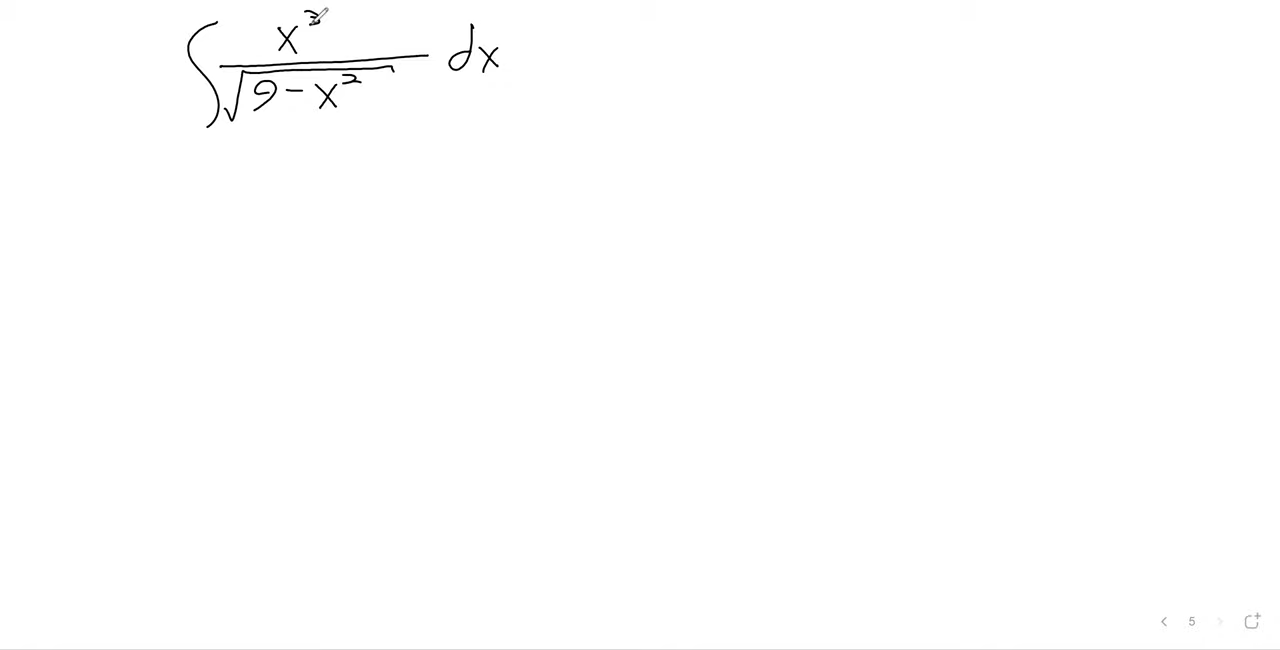 ∫ x³ / √(9 − x²) dx
< 5 >